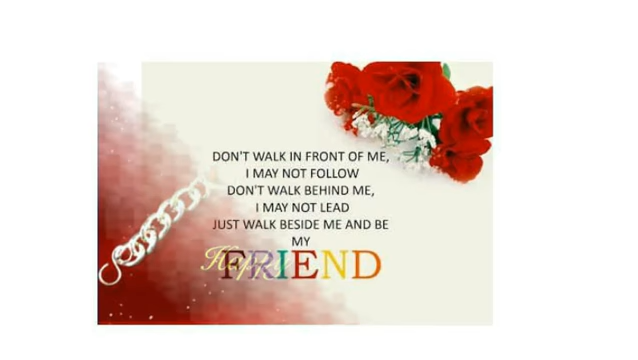 DON'T WALK IN FRONT OF ME,
I MAY NOT FOLLOW
DON'T WALK BEHIND ME,
I MAY NOT LEAD
JUST WALK BESIDE ME AND BE
MY
Happy
FRIEND